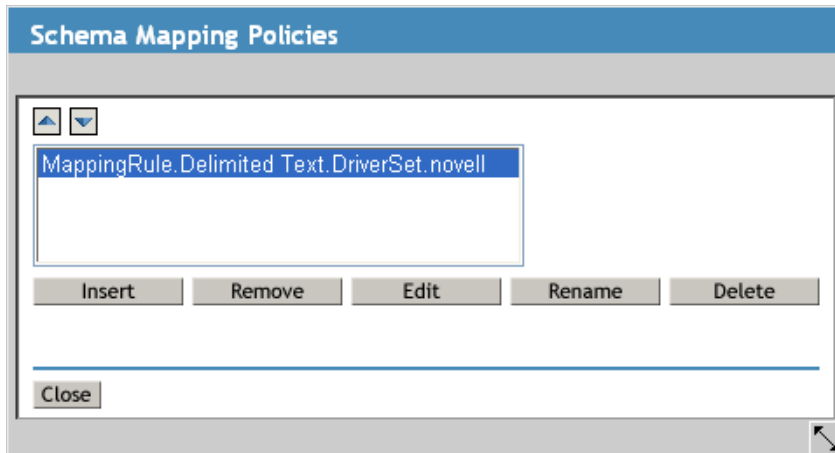 Schema Mapping Policies
MappingRule.Delimited Text.DriverSet.novell
Insert Remove Edit Rename Delete
Close